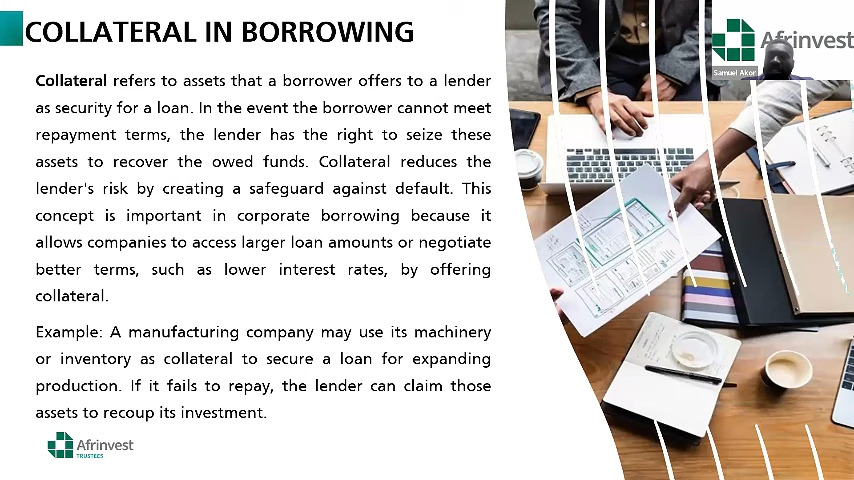 COLLATERAL IN BORROWING
Afrinvest
Samuel Akor
Collateral refers to assets that a borrower offers to a lender
as security for a loan. In the event the borrower cannot meet
repayment terms, the lender has the right to seize these
assets to recover the owed funds. Collateral reduces the
lender's risk by creating a safeguard against default. This
concept is important in corporate borrowing because it
allows companies to access larger loan amounts or negotiate
better terms, such as lower interest rates, by offering
collateral.
Example: A manufacturing company may use its machinery
or inventory as collateral to secure a loan for expanding
production. If it fails to repay, the lender can claim those
assets to recoup its investment.
Afrinvest
TRUSTEES